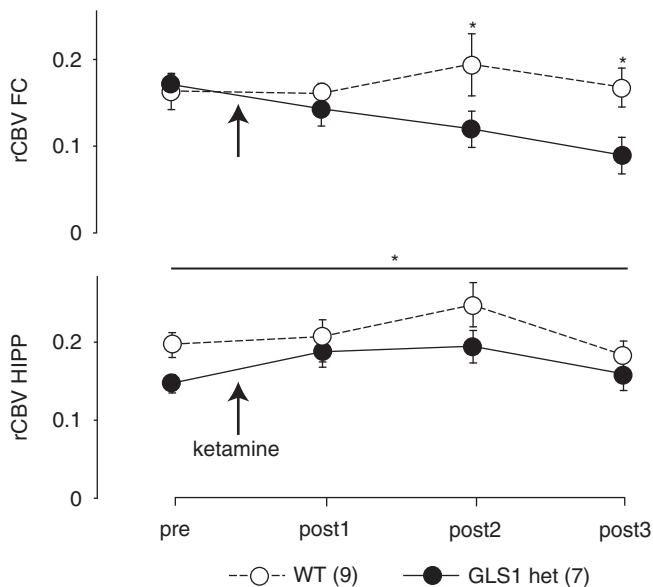 *
*
0.2
0.1
0
rCBV FC
*
0.2
0.1
0
rCBV HIPP
ketamine
pre post1 post2 post3
WT (9) GLS1 het (7)